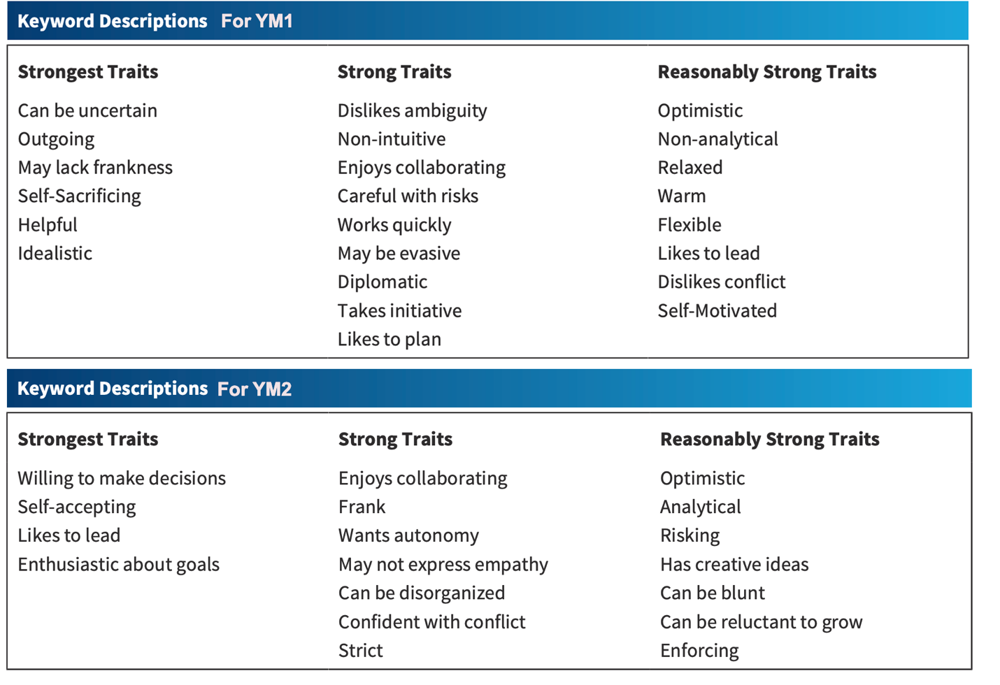 Keyword Descriptions For YM1
Strongest Traits
Can be uncertain
Outgoing
May lack frankness
Self-Sacrificing
Helpful
Idealistic
Strong Traits
Dislikes ambiguity
Non-intuitive
Enjoys collaborating
Careful with risks
Works quickly
May be evasive
Diplomatic
Takes initiative
Likes to plan
Reasonably Strong Traits
Optimistic
Non-analytical
Relaxed
Warm
Flexible
Likes to lead
Dislikes conflict
Self-Motivated
Keyword Descriptions For YM2
Strongest Traits
Willing to make decisions
Self-accepting
Likes to lead
Enthusiastic about goals
Strong Traits
Enjoys collaborating
Frank
Wants autonomy
May not express empathy
Can be disorganized
Confident with conflict
Strict
Reasonably Strong Traits
Optimistic
Analytical
Risking
Has creative ideas
Can be blunt
Can be reluctant to grow
Enforcing